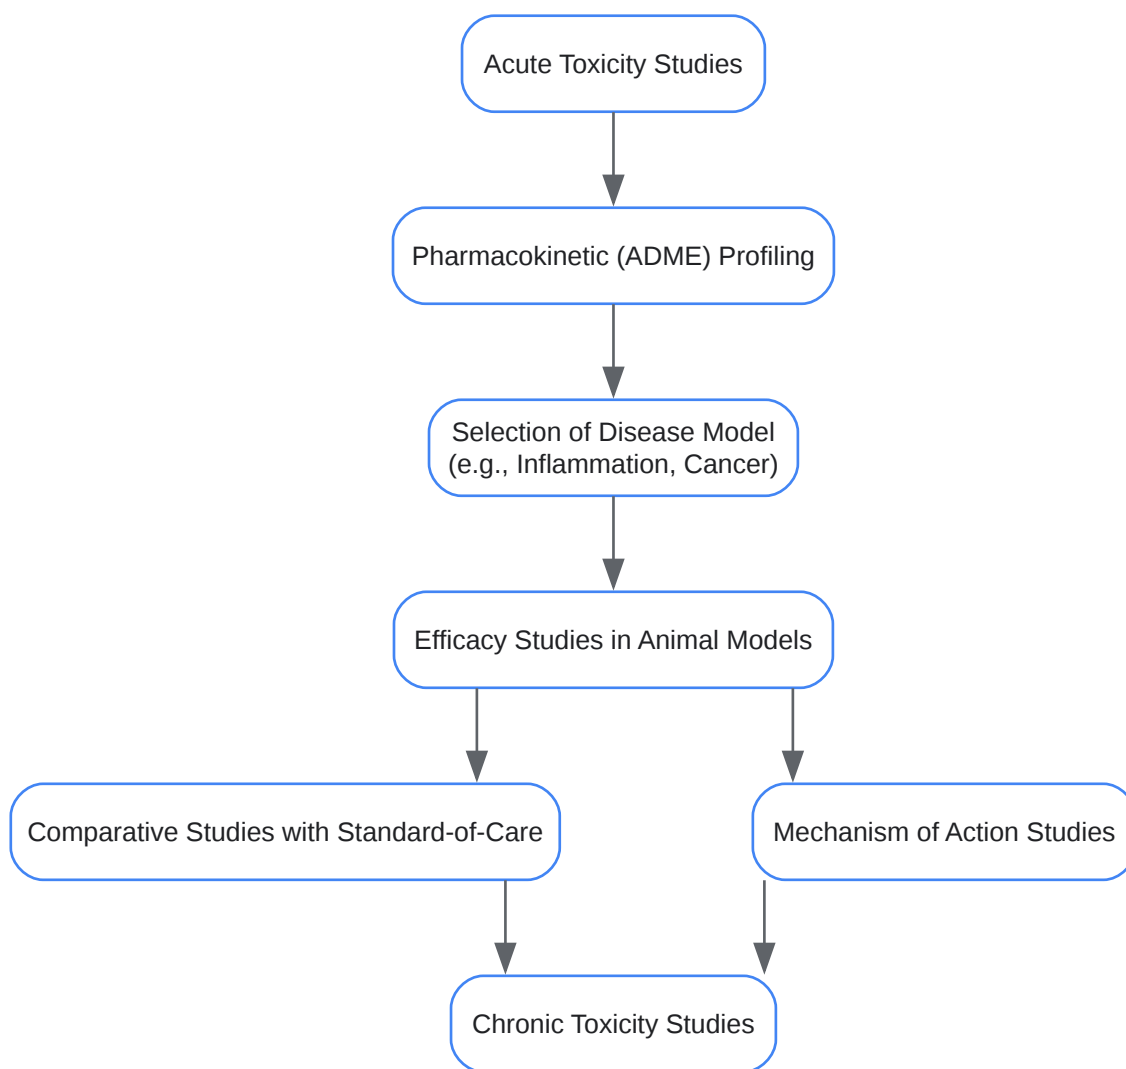 Acute Toxicity Studies
Pharmacokinetic (ADME) Profiling
Selection of Disease Model
(e.g., Inflammation, Cancer)
Efficacy Studies in Animal Models
Comparative Studies with Standard-of-Care
Mechanism of Action Studies
Chronic Toxicity Studies